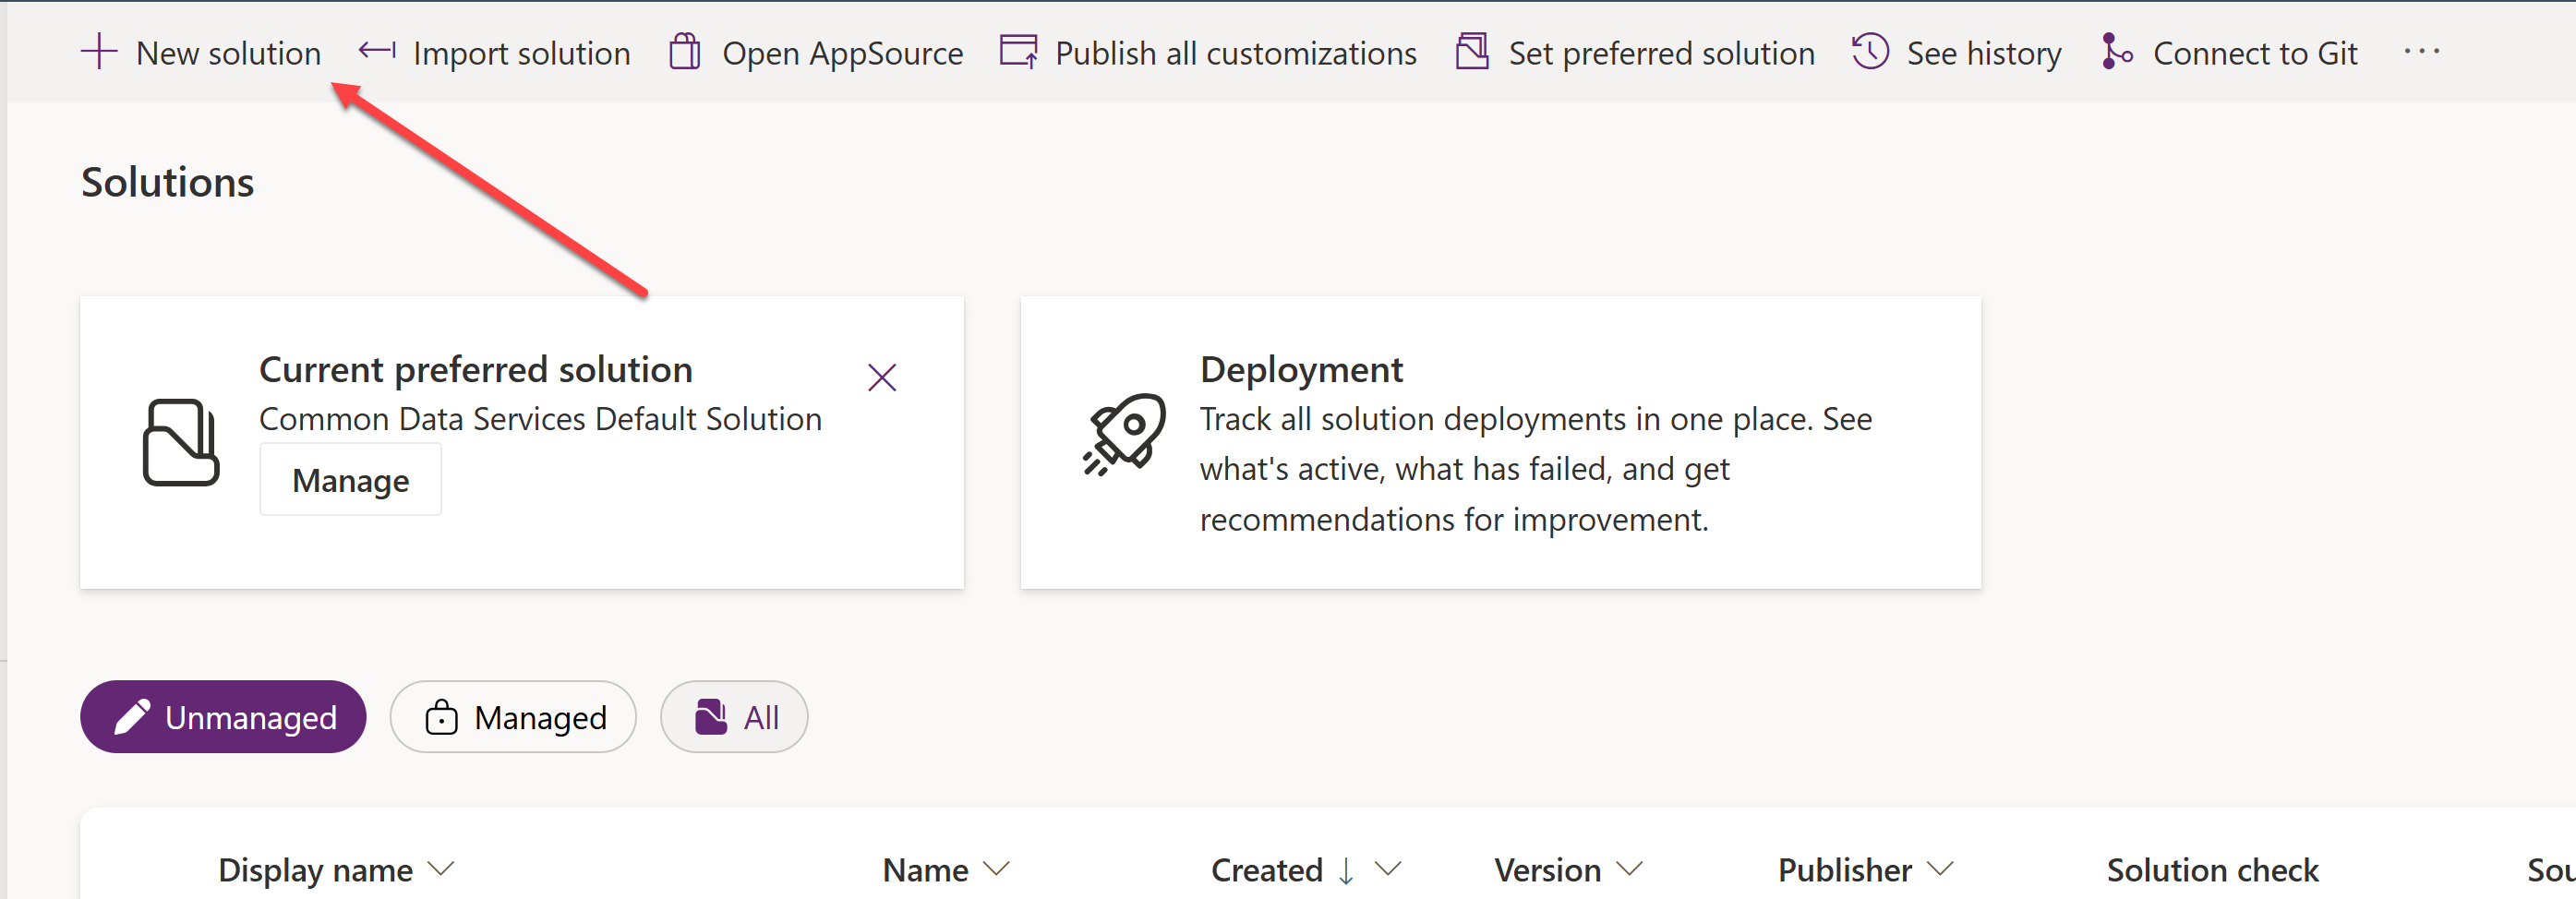 New solution Import solution Open AppSource Publish all customizations Set preferred solution See history Connect to Git ...
Solutions
Current preferred solution
Common Data Services Default Solution
Manage
Deployment
Track all solution deployments in one place. See
what's active, what has failed, and get
recommendations for improvement.
Unmanaged Managed All
Display name Name Created Version Publisher Solution check